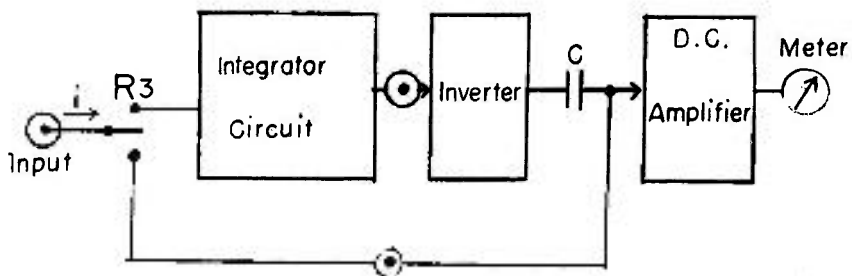 i
R3
Input
Integrator
Circuit
Inverter
C
D.C.
Amplifier
Meter